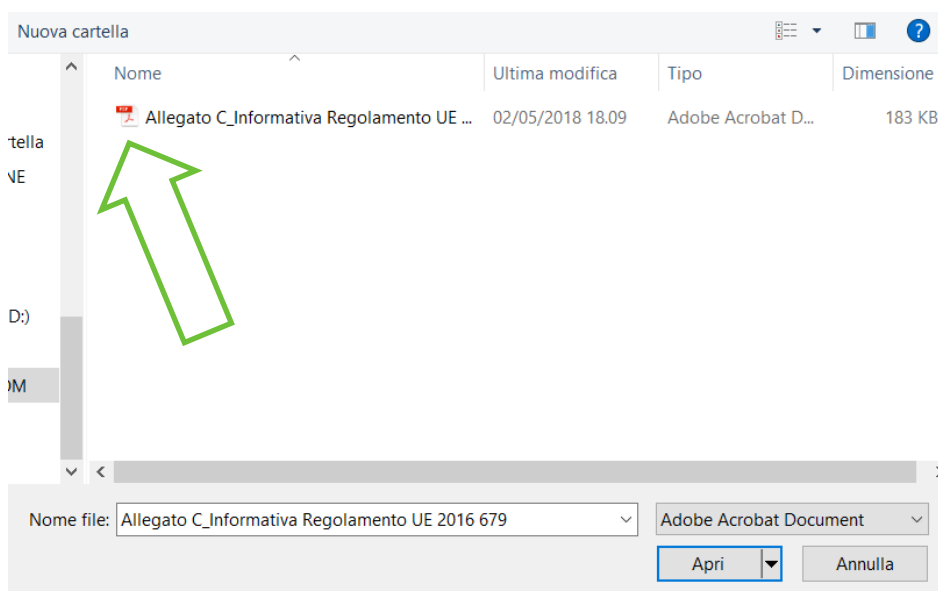 Nuova cartella
Nome Ultima modifica Tipo Dimensione
PDF Allegato C_Informativa Regolamento UE ... 02/05/2018 18.09 Adobe Acrobat D... 183 KB
rtella
NE
D:)
OM
Nome file: Allegato C_Informativa Regolamento UE 2016 679 Adobe Acrobat Document
Apri Annulla